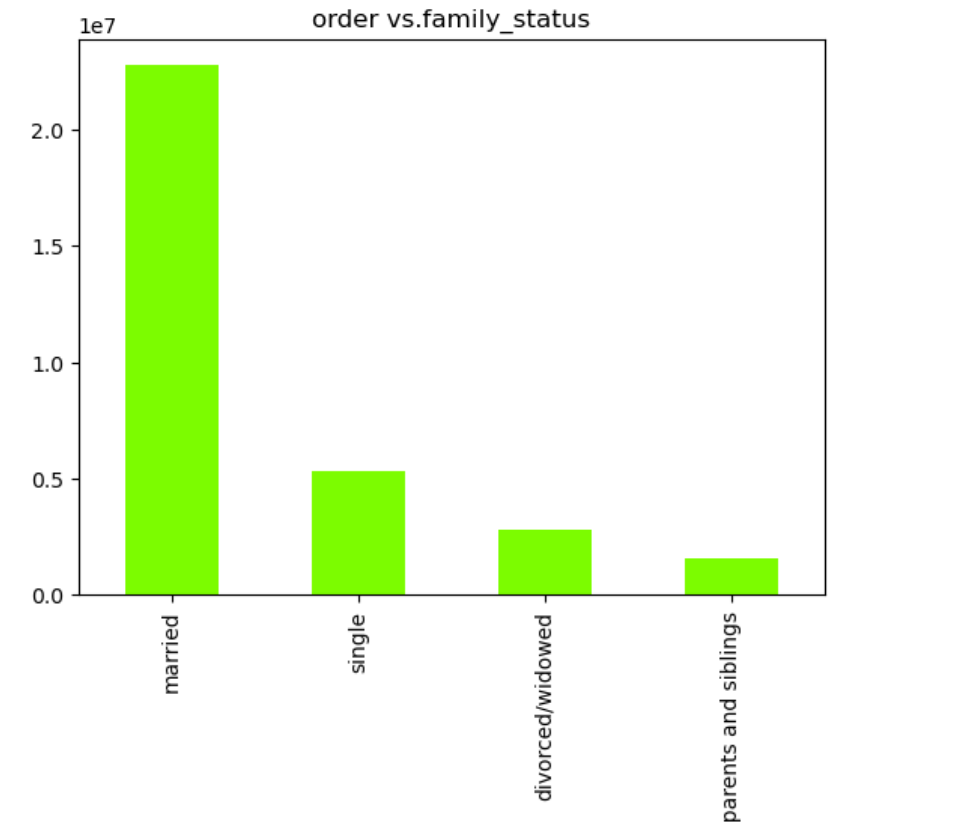 order vs.family_status
1e7
2.0
1.5
1.0
0.5
0.0
married
single
divorced/widowed
parents and siblings